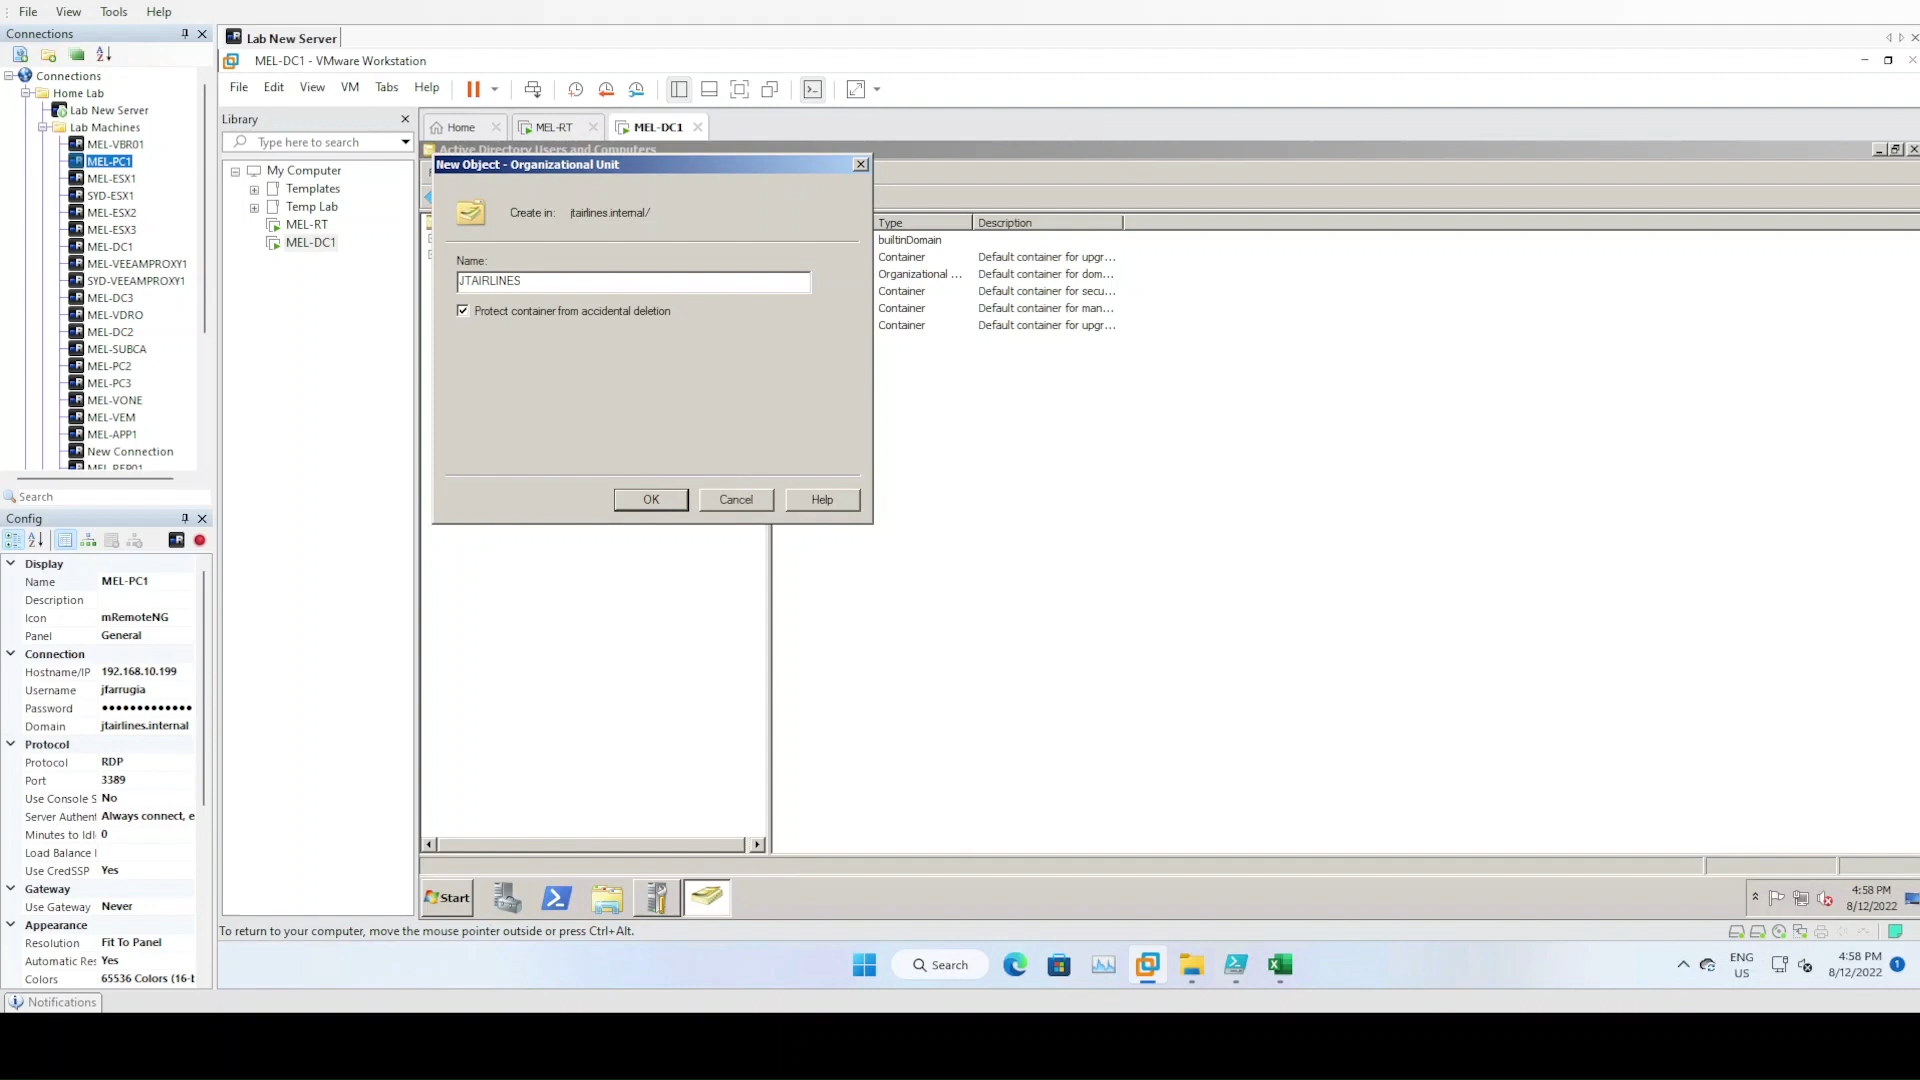 File View Tools Help
Connections
Connections
Home Lab
Lab New Server
Lab Machines
MEL-VBR01
MEL-PC1
MEL-ESX1
SYD-ESX1
MEL-ESX2
MEL-ESX3
MEL-DC1
MEL-VEEAMPROXY1
SYD-VEEAMPROXY1
MEL-DC3
MEL-VDRO
MEL-DC2
MEL-SUBCA
MEL-PC2
MEL-PC3
MEL-VONE
MEL-VEM
MEL-APP1
New Connection
MEL-REP01
Search
Config
Display
Name MEL-PC1
Description
Icon mRemoteNG
Panel General
Connection
Hostname/IP 192.168.10.199
Username jfarrugia
Password ●●●●●●●●●●●●●
Domain jtairlines.internal
Protocol
Protocol RDP
Port 3389
Use Console S No
Server Authent Always connect, e
Minutes to Idl 0
Load Balance I
Use CredSSP Yes
Gateway
Use Gateway Never
Appearance
Resolution Fit To Panel
Automatic Res Yes
Colors 65536 Colors (16-b
Notifications
Lab New Server
MEL-DC1 - VMware Workstation
File Edit View VM Tabs Help
Library
Type here to search
My Computer
Templates
Temp Lab
MEL-RT
MEL-DC1
Home MEL-RT MEL-DC1
Active Directory Users and Computers
New Object - Organizational Unit
Create in: jtairlines.internal/
Name:
JTAIRLINES
Protect container from accidental deletion
OK Cancel Help
Type Description
builtinDomain
Container Default container for upgr...
Organizational ... Default container for dom...
Container Default container for secu...
Container Default container for man...
Container Default container for upgr...
Start
4:58 PM
8/12/2022
To return to your computer, move the mouse pointer outside or press Ctrl+Alt.
Search
ENG
US
4:58 PM
8/12/2022
1